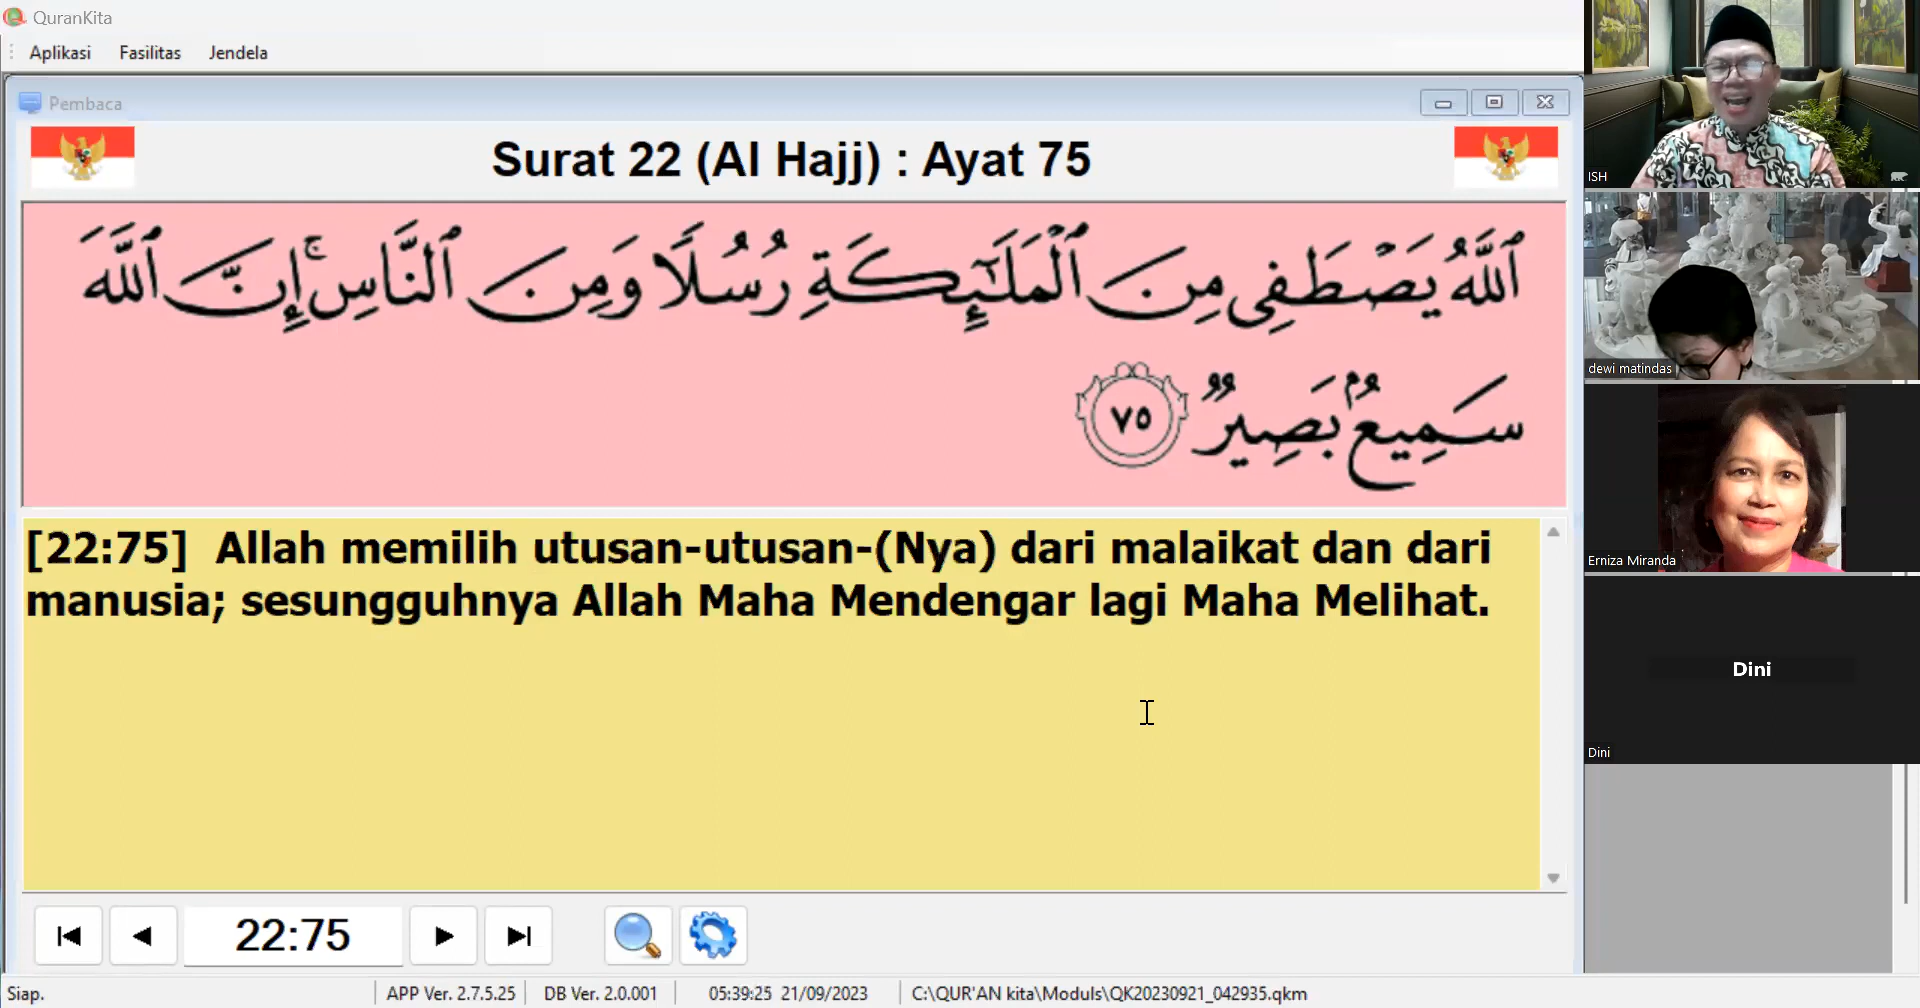 QuranKita
Aplikasi Fasilitas Jendela
Pembaca
Surat 22 (Al Hajj) : Ayat 75
ٱللَّهُ يَصْطَفِى مِنَ ٱلْمَلَـٰٓئِكَةِ رُسُلًا وَمِنَ ٱلنَّاسِ ۚ إِنَّ ٱللَّهَ
سَمِيعٌۢ بَصِيرٌ ٧٥
[22:75] Allah memilih utusan-utusan-(Nya) dari malaikat dan dari
manusia; sesungguhnya Allah Maha Mendengar lagi Maha Melihat.
22:75
Siap. APP Ver. 2.7.5.25 DB Ver. 2.0.001 05:39:25 21/09/2023 C:\QUR'AN kita\Moduls\QK20230921_042935.qkm
ISH
dewi matindas
Erniza Miranda
Dini
Dini